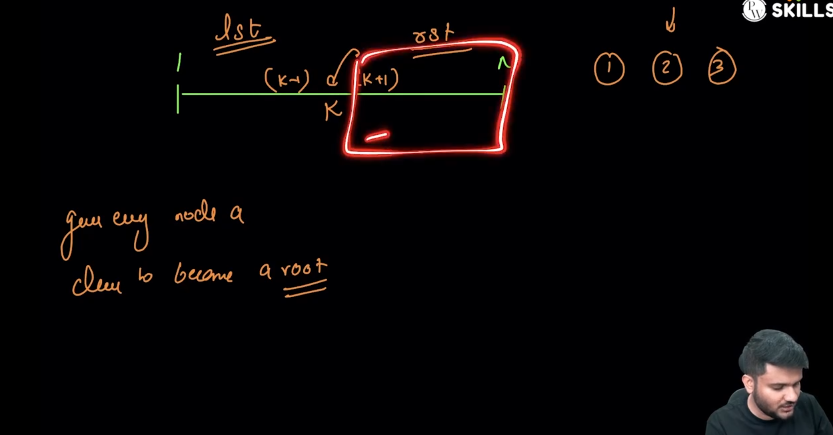 SKILLS
lst
rst
1
(K-1)
(K+1)
n
K
1
2
3
give every node a
chance to become a root